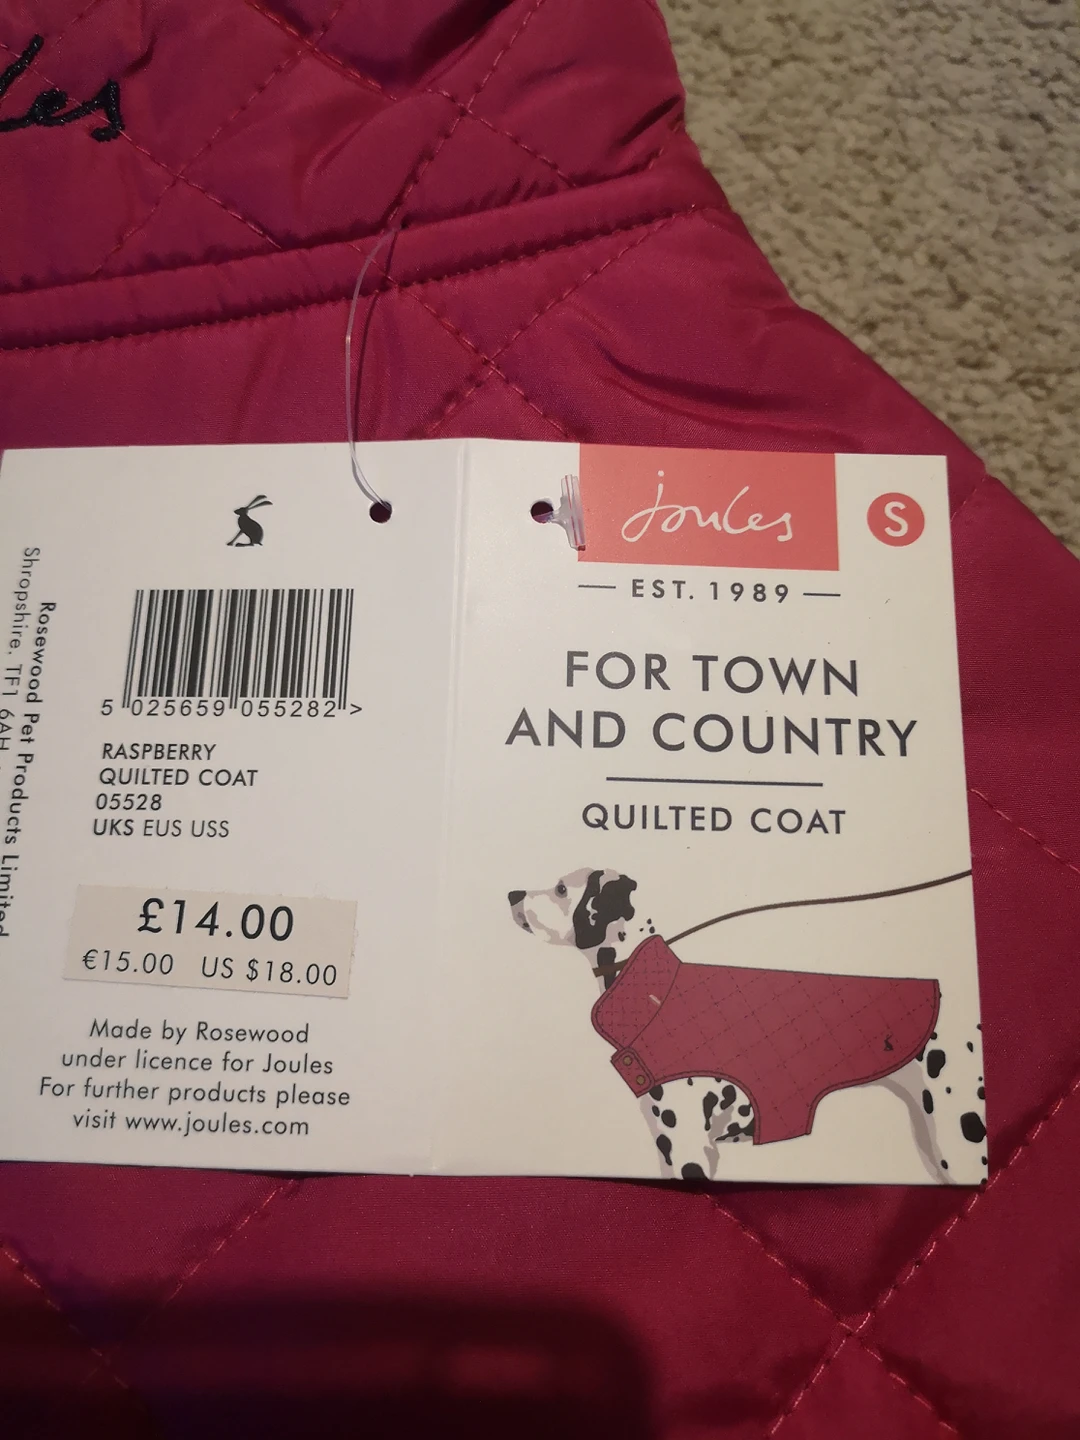 les
Rosewood Pet Products Limited
Shropshire, TF1 6AH
5 025659 055282 >
RASPBERRY
QUILTED COAT
05528
UKS EUS USS
£14.00
€15.00 US $18.00
Made by Rosewood
under licence for Joules
For further products please
visit www.joules.com
Joules
S
EST. 1989
FOR TOWN
AND COUNTRY
QUILTED COAT